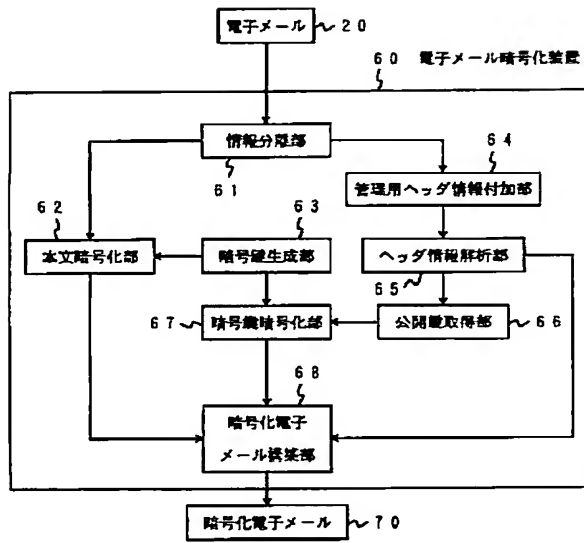 電子メール
20
60 電子メール暗号化装置
情報分離部
61
64
管理用ヘッダ情報付加部
62
63
本文暗号化部
暗号鍵生成部
ヘッダ情報解析部
65
67
暗号鍵暗号化部
公開鍵取得部
66
68
暗号化電子
メール構築部
暗号化電子メール
70